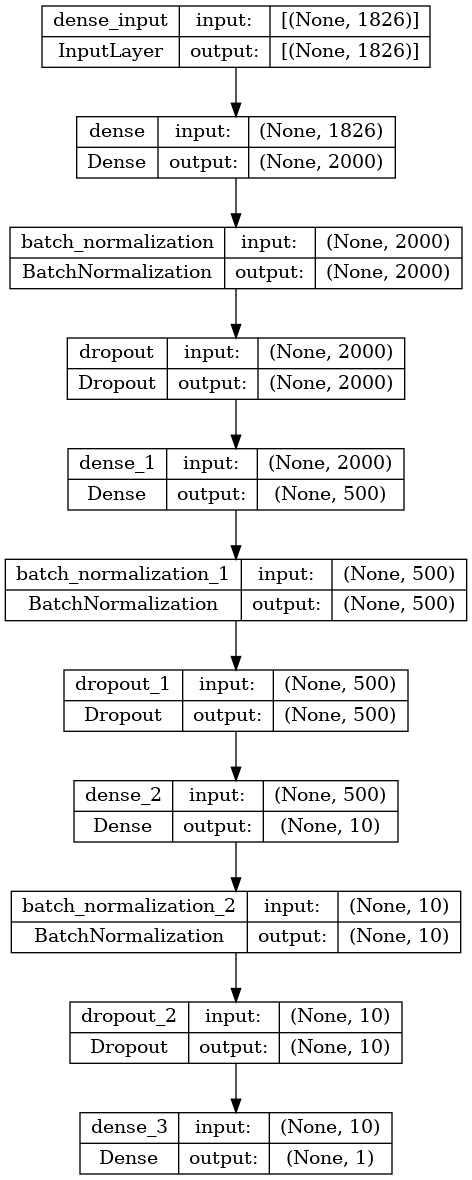 dense_input input: [(None, 1826)]
InputLayer output: [(None, 1826)]
dense input: (None, 1826)
Dense output: (None, 2000)
batch_normalization input: (None, 2000)
BatchNormalization output: (None, 2000)
dropout input: (None, 2000)
Dropout output: (None, 2000)
dense_1 input: (None, 2000)
Dense output: (None, 500)
batch_normalization_1 input: (None, 500)
BatchNormalization output: (None, 500)
dropout_1 input: (None, 500)
Dropout output: (None, 500)
dense_2 input: (None, 500)
Dense output: (None, 10)
batch_normalization_2 input: (None, 10)
BatchNormalization output: (None, 10)
dropout_2 input: (None, 10)
Dropout output: (None, 10)
dense_3 input: (None, 10)
Dense output: (None, 1)